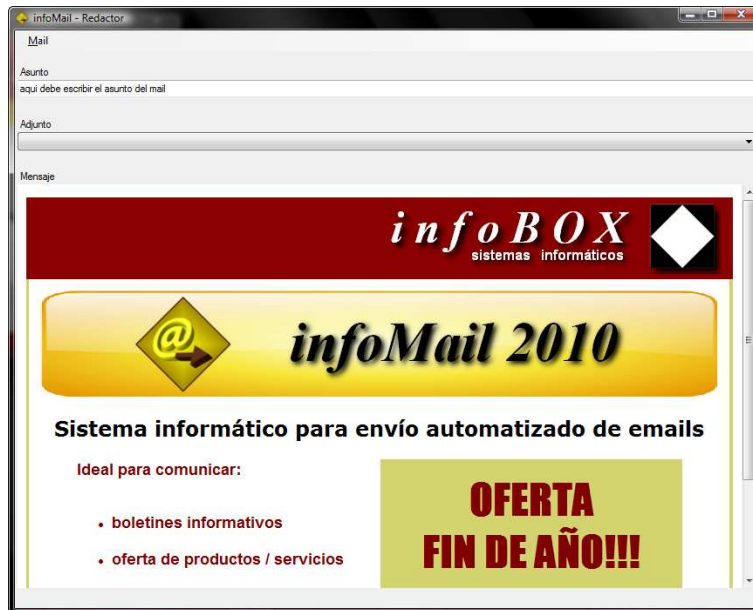 infoMail - Redactor
Mail
Asunto
aqui debe escribir el asunto del mail
Adjunto
Mensaje
infoBOX
sistemas informáticos
@
infoMail 2010
Sistema informático para envío automatizado de emails
Ideal para comunicar:
• boletines informativos
• oferta de productos / servicios
OFERTA
FIN DE AÑO!!!